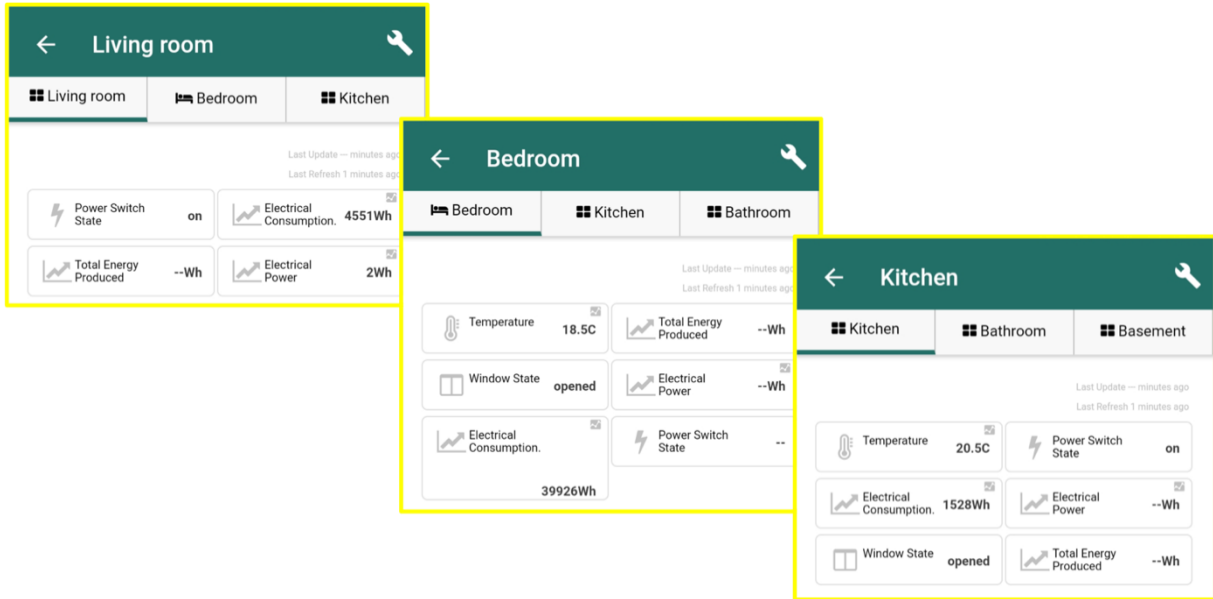 Living room
Living room Bedroom Kitchen
Last Update — minutes ago
Last Refresh 1 minutes ago
Power Switch
State
on
Electrical
Consumption.
4551Wh
Total Energy
Produced
--Wh
Electrical
Power
2Wh
Bedroom
Bedroom Kitchen Bathroom
Last Update — minutes ago
Last Refresh 1 minutes ago
Temperature
18.5C
Total Energy
Produced
--Wh
Window State
opened
Electrical
Power
--Wh
Electrical
Consumption.
39926Wh
Power Switch
State
--
Kitchen
Kitchen Bathroom Basement
Last Update — minutes ago
Last Refresh 1 minutes ago
Temperature
20.5C
Power Switch
State
on
Electrical
Consumption.
1528Wh
Electrical
Power
--Wh
Window State
opened
Total Energy
Produced
--Wh